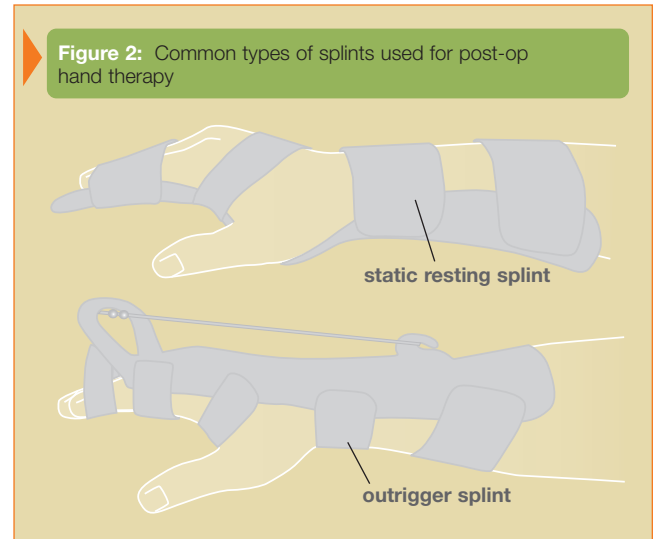 Figure 2: Common types of splints used for post-op
hand therapy
static resting splint
outrigger splint